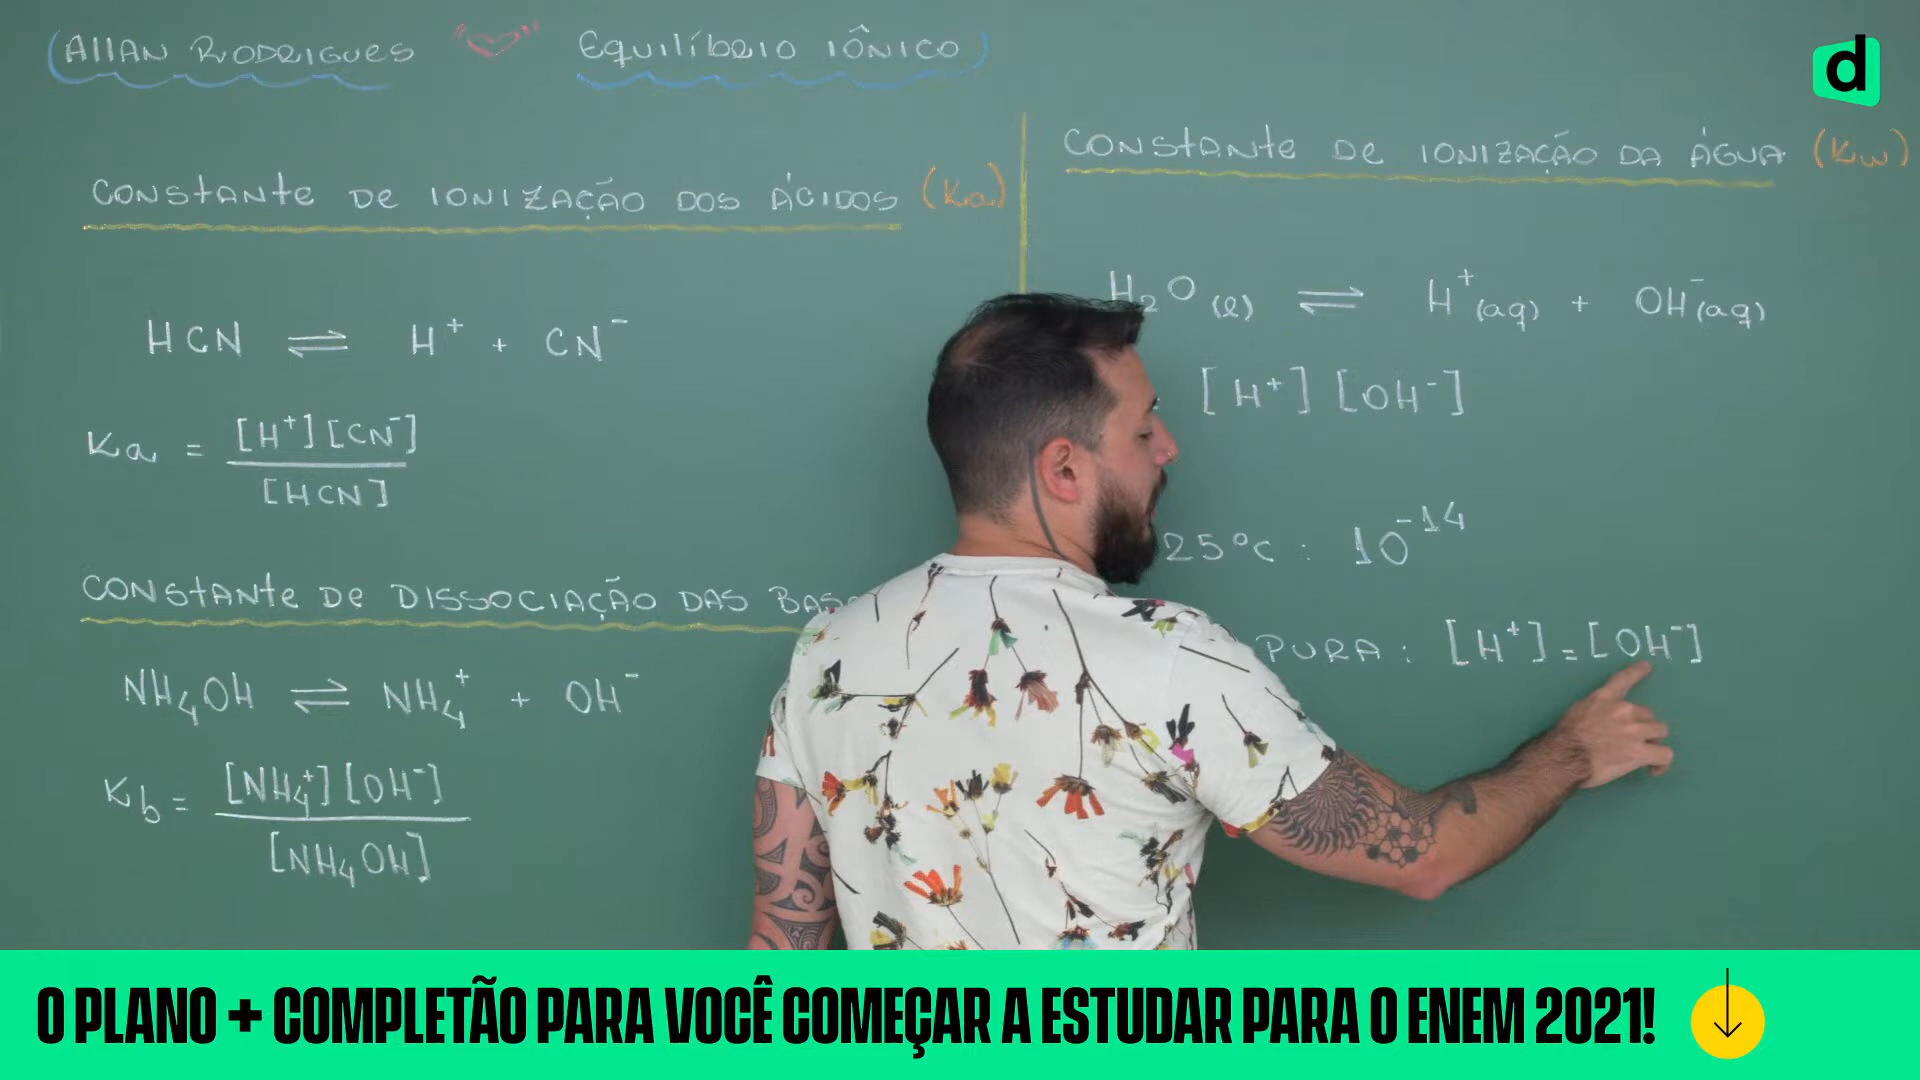 Allan Rodrigues Equilíbrio Iônico
d
Constante de ionização dos ácidos (Ka)
HCN ⇌ H⁺ + CN⁻
Ka = [H⁺][CN⁻]
[HCN]
Constante de dissociação das
NH₄OH ⇌ NH₄⁺ + OH⁻
Kb = [NH₄⁺][OH⁻]
[NH₄OH]
Constante de ionização da água (Kw)
H₂O (l) ⇌ H⁺(aq) + OH⁻(aq)
[H⁺] [OH⁻]
25°C : 10⁻¹⁴
pura : [H⁺] = [OH⁻]
O PLANO + COMPLETÃO PARA VOCÊ COMEÇAR A ESTUDAR PARA O ENEM 2021!